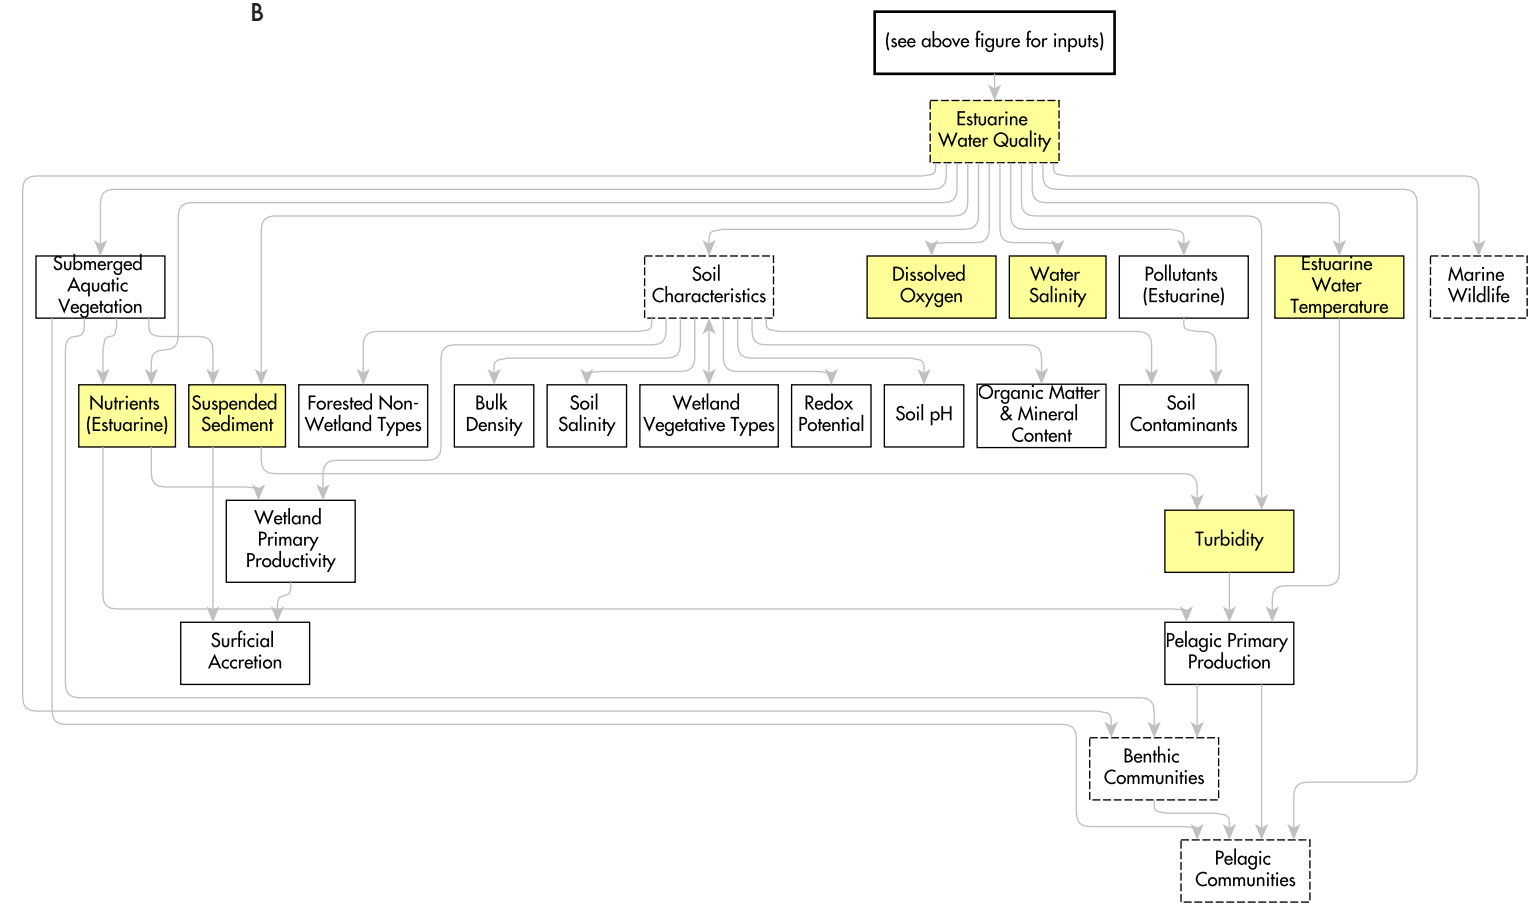 B
(see above figure for inputs)
Estuarine
Water Quality
Submerged
Aquatic
Vegetation
Soil
Characteristics
Dissolved
Oxygen
Water
Salinity
Pollutants
(Estuarine)
Estuarine
Water
Temperature
Marine
Wildlife
Nutrients
(Estuarine)
Suspended
Sediment
Forested Non-
Wetland Types
Bulk
Density
Soil
Salinity
Wetland
Vegetative Types
Redox
Potential
Soil pH
Organic Matter
& Mineral
Content
Soil
Contaminants
Wetland
Primary
Productivity
Turbidity
Surficial
Accretion
Pelagic Primary
Production
Benthic
Communities
Pelagic
Communities